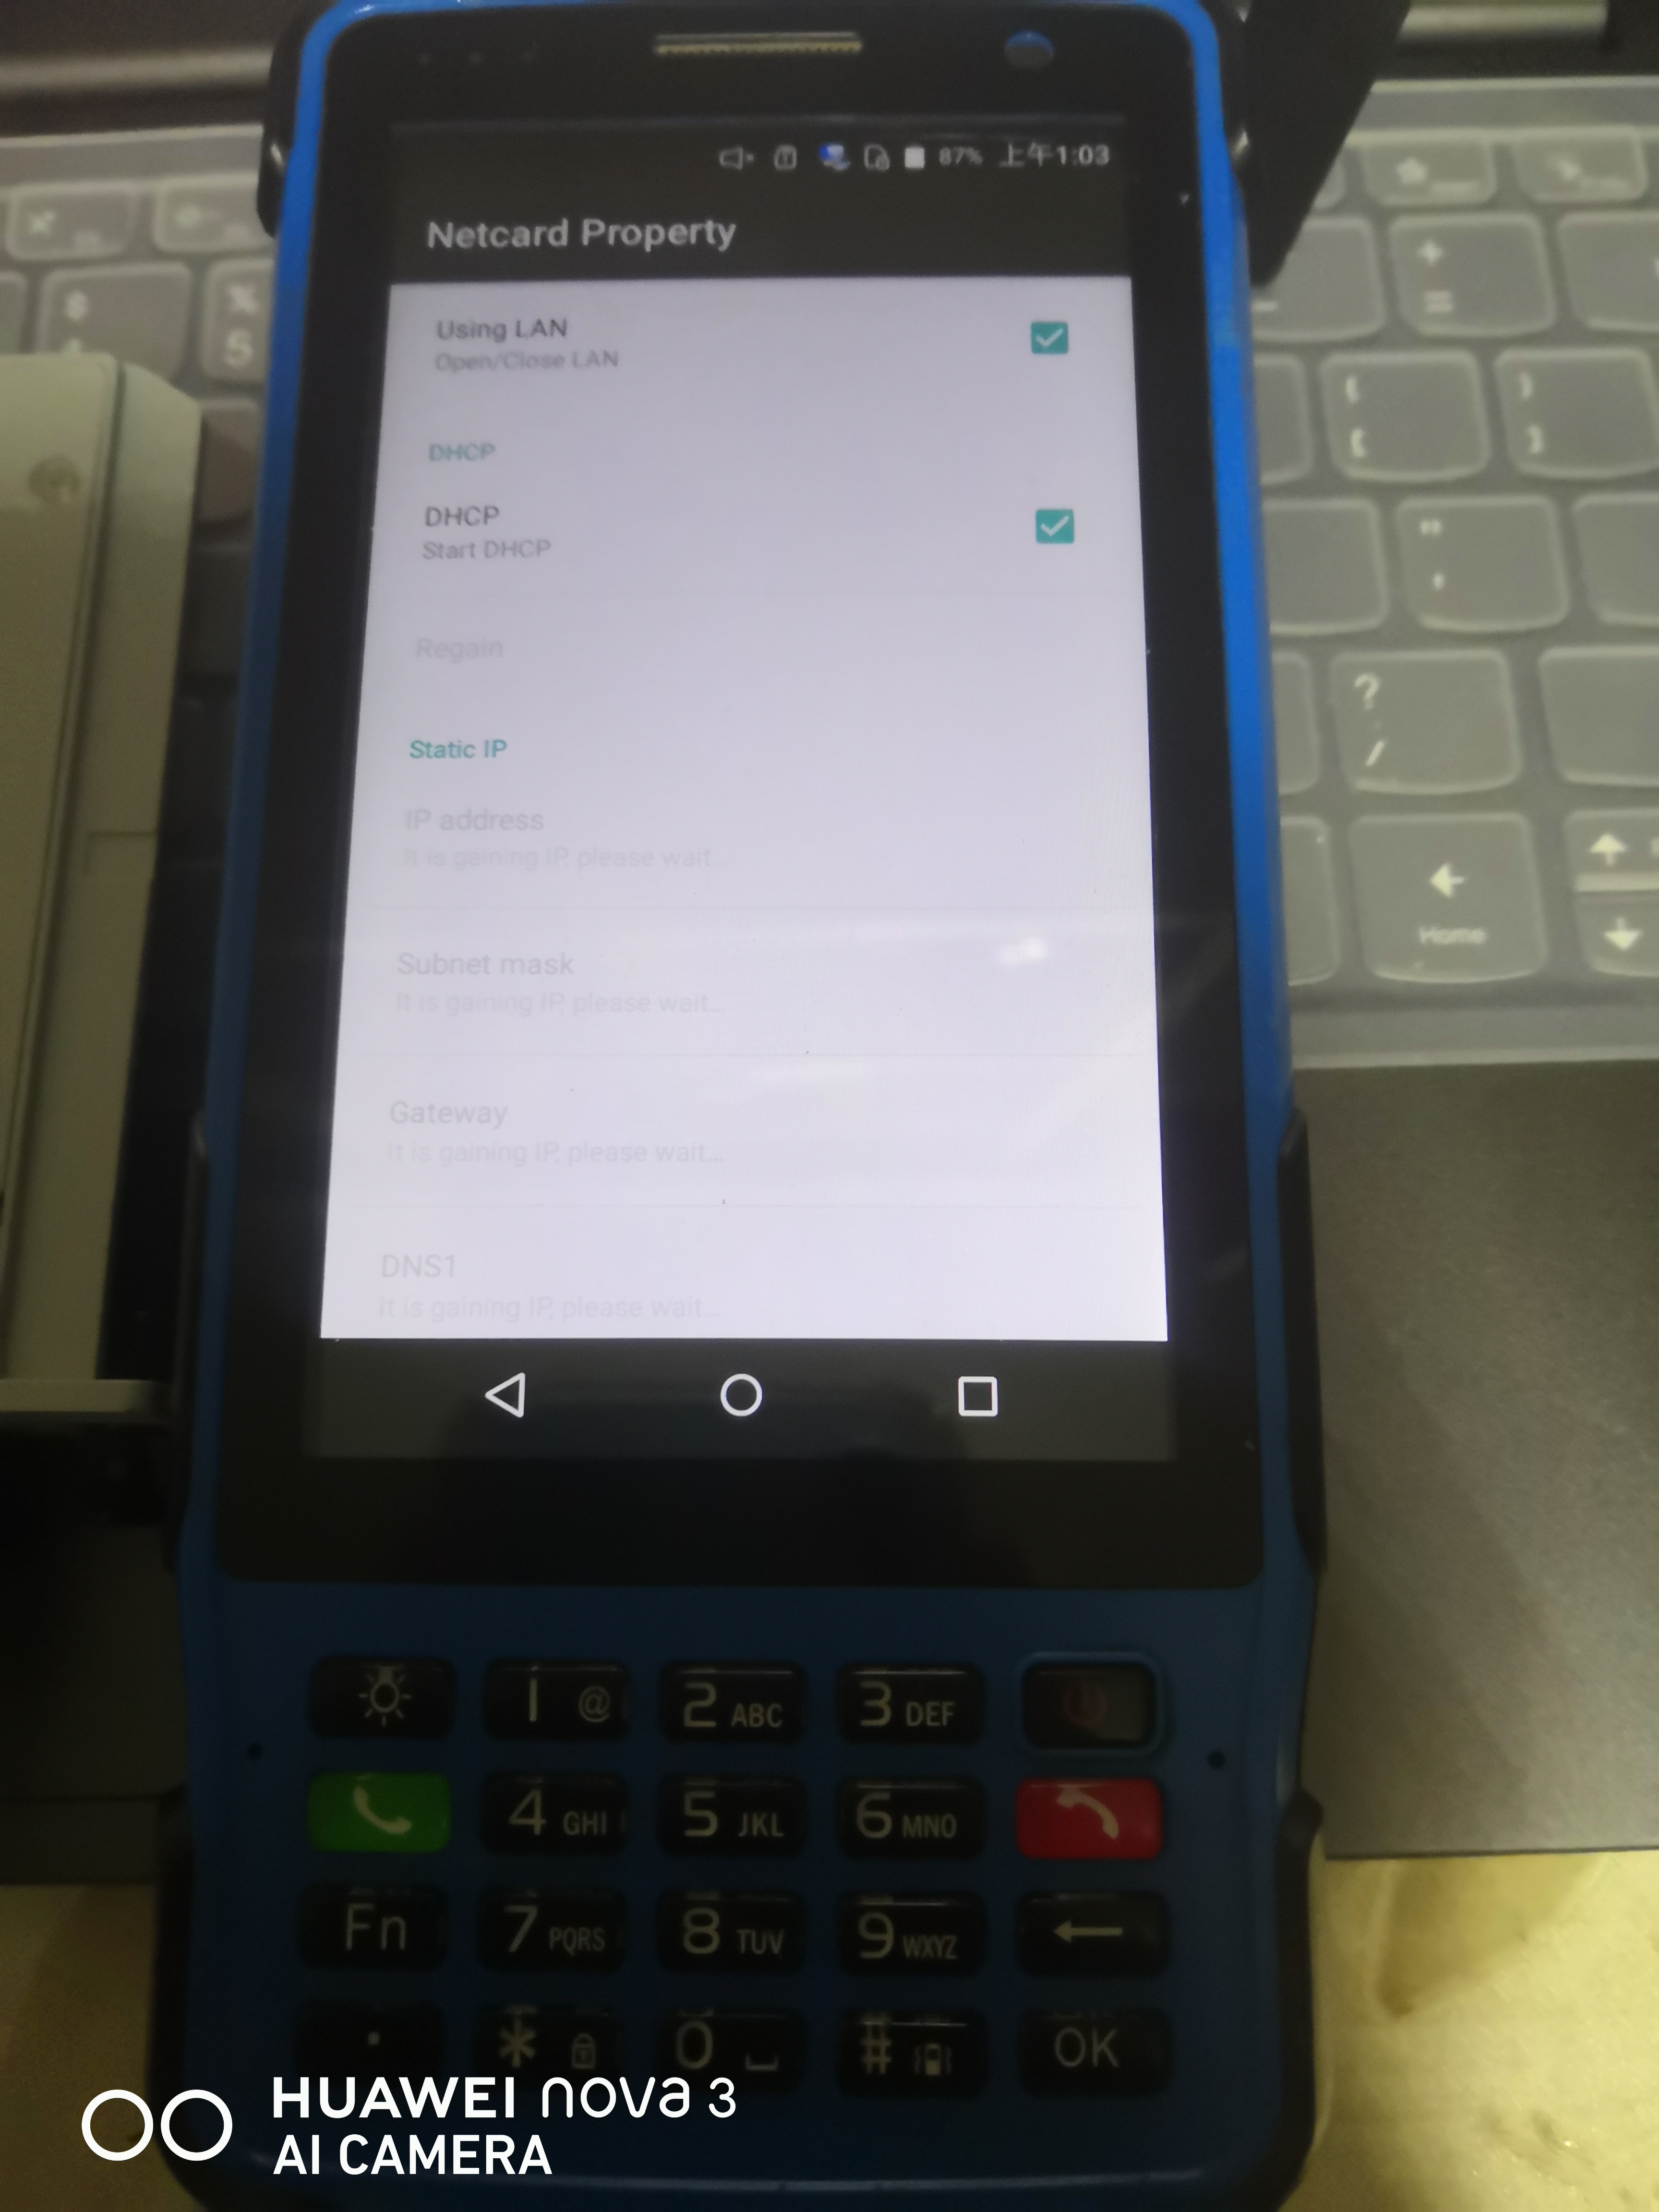 87% 上午1:03
Netcard Property
Using LAN
Open/Close LAN
DHCP
DHCP
Start DHCP
Regain
Static IP
IP address
It is gaining IP, please wait...
Subnet mask
It is gaining IP, please wait...
Gateway
It is gaining IP, please wait...
DNS1
It is gaining IP, please wait...
1 @ 2 ABC 3 DEF
4 GHI 5 JKL 6 MNO
Fn 7 PQRS 8 TUV 9 WXYZ
. * 0 # OK
$
%
5
+
=
(
[
)
]
"
'
?
/
Home
HUAWEI nova 3
AI CAMERA